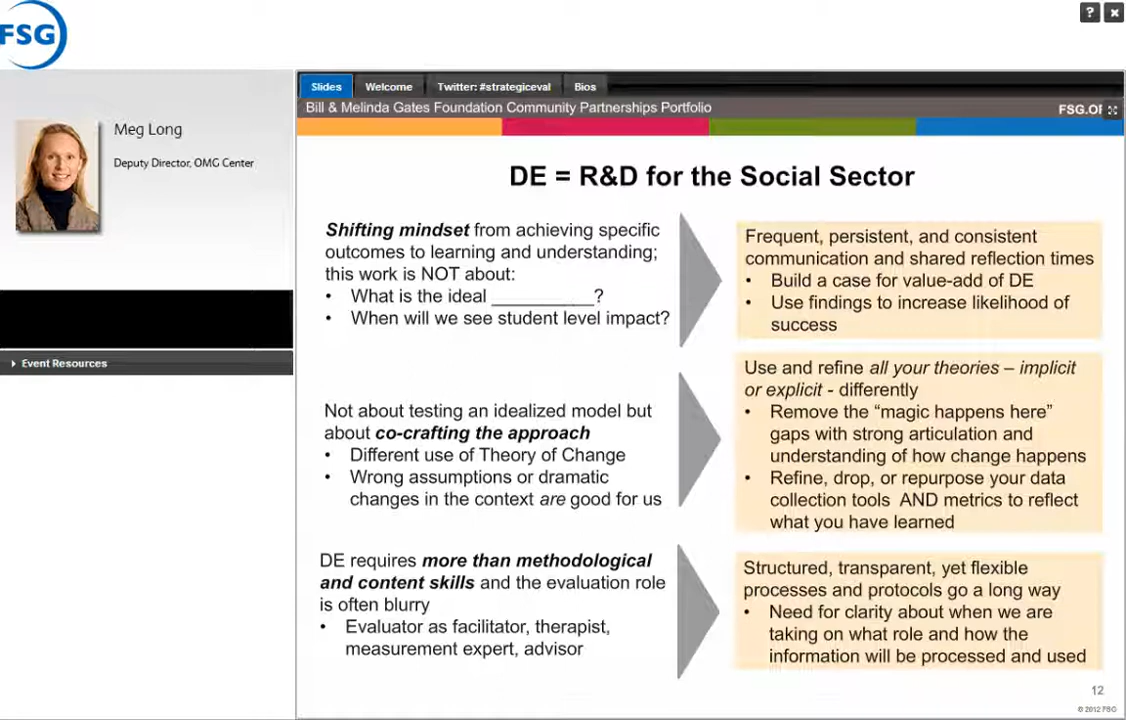 FSG
? ×
Meg Long
Deputy Director, OMG Center
Event Resources
Slides Welcome Twitter: #strategiceval Bios
Bill & Melinda Gates Foundation Community Partnerships Portfolio
FSG.OR
DE = R&D for the Social Sector
Shifting mindset from achieving specific
outcomes to learning and understanding;
this work is NOT about:
• What is the ideal __________?
• When will we see student level impact?
Frequent, persistent, and consistent
communication and shared reflection times
• Build a case for value-add of DE
• Use findings to increase likelihood of
success
Not about testing an idealized model but
about co-crafting the approach
• Different use of Theory of Change
• Wrong assumptions or dramatic
changes in the context are good for us
Use and refine all your theories – implicit
or explicit - differently
• Remove the “magic happens here”
gaps with strong articulation and
understanding of how change happens
• Refine, drop, or repurpose your data
collection tools AND metrics to reflect
what you have learned
DE requires more than methodological
and content skills and the evaluation role
is often blurry
• Evaluator as facilitator, therapist,
measurement expert, advisor
Structured, transparent, yet flexible
processes and protocols go a long way
• Need for clarity about when we are
taking on what role and how the
information will be processed and used
12
© 2012 FSG